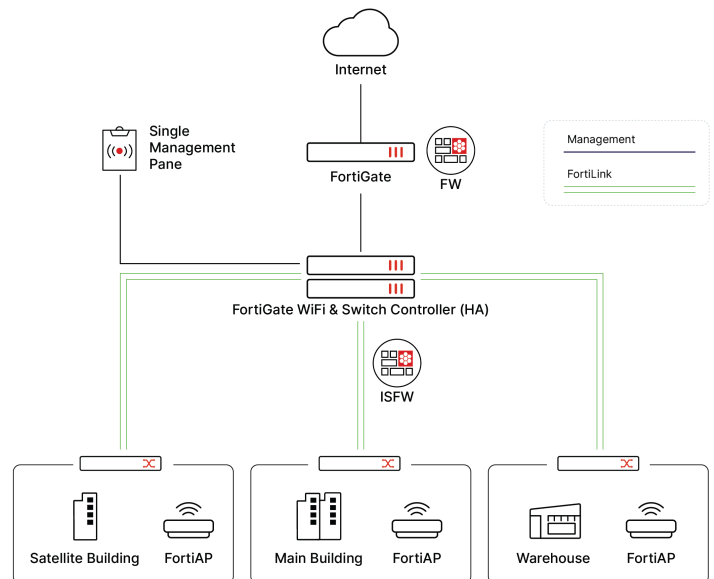 Internet
Single
Management
Pane
Management
FortiLink
FortiGate
FW
FortiGate WiFi & Switch Controller (HA)
ISFW
Satellite Building
FortiAP
Main Building
FortiAP
Warehouse
FortiAP